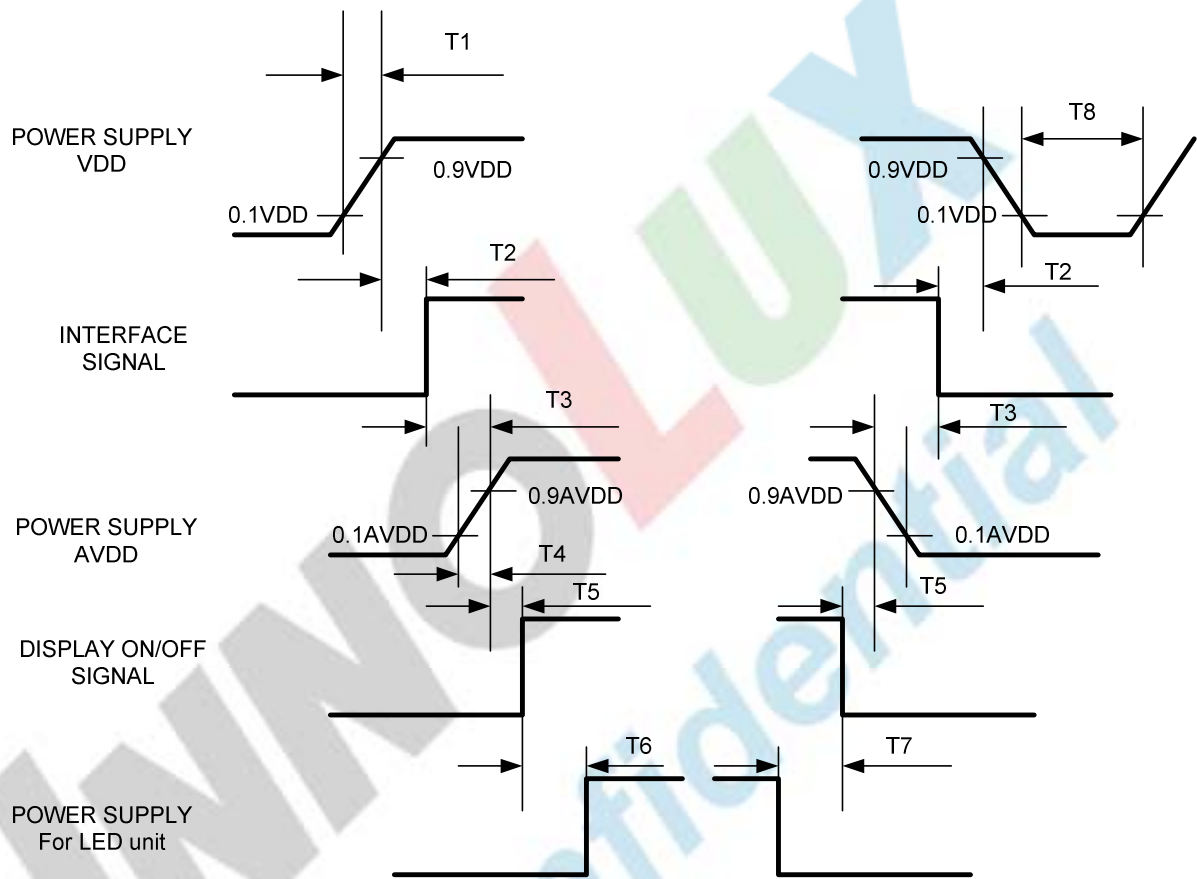 T1
T8
POWER SUPPLY
VDD
0.9VDD
0.9VDD
0.1VDD
0.1VDD
T2
T2
INTERFACE
SIGNAL
T3
T3
0.9AVDD
0.9AVDD
POWER SUPPLY
AVDD
0.1AVDD
0.1AVDD
T4
T5
T5
DISPLAY ON/OFF
SIGNAL
T6
T7
POWER SUPPLY
For LED unit
INNOLUX
Confidential